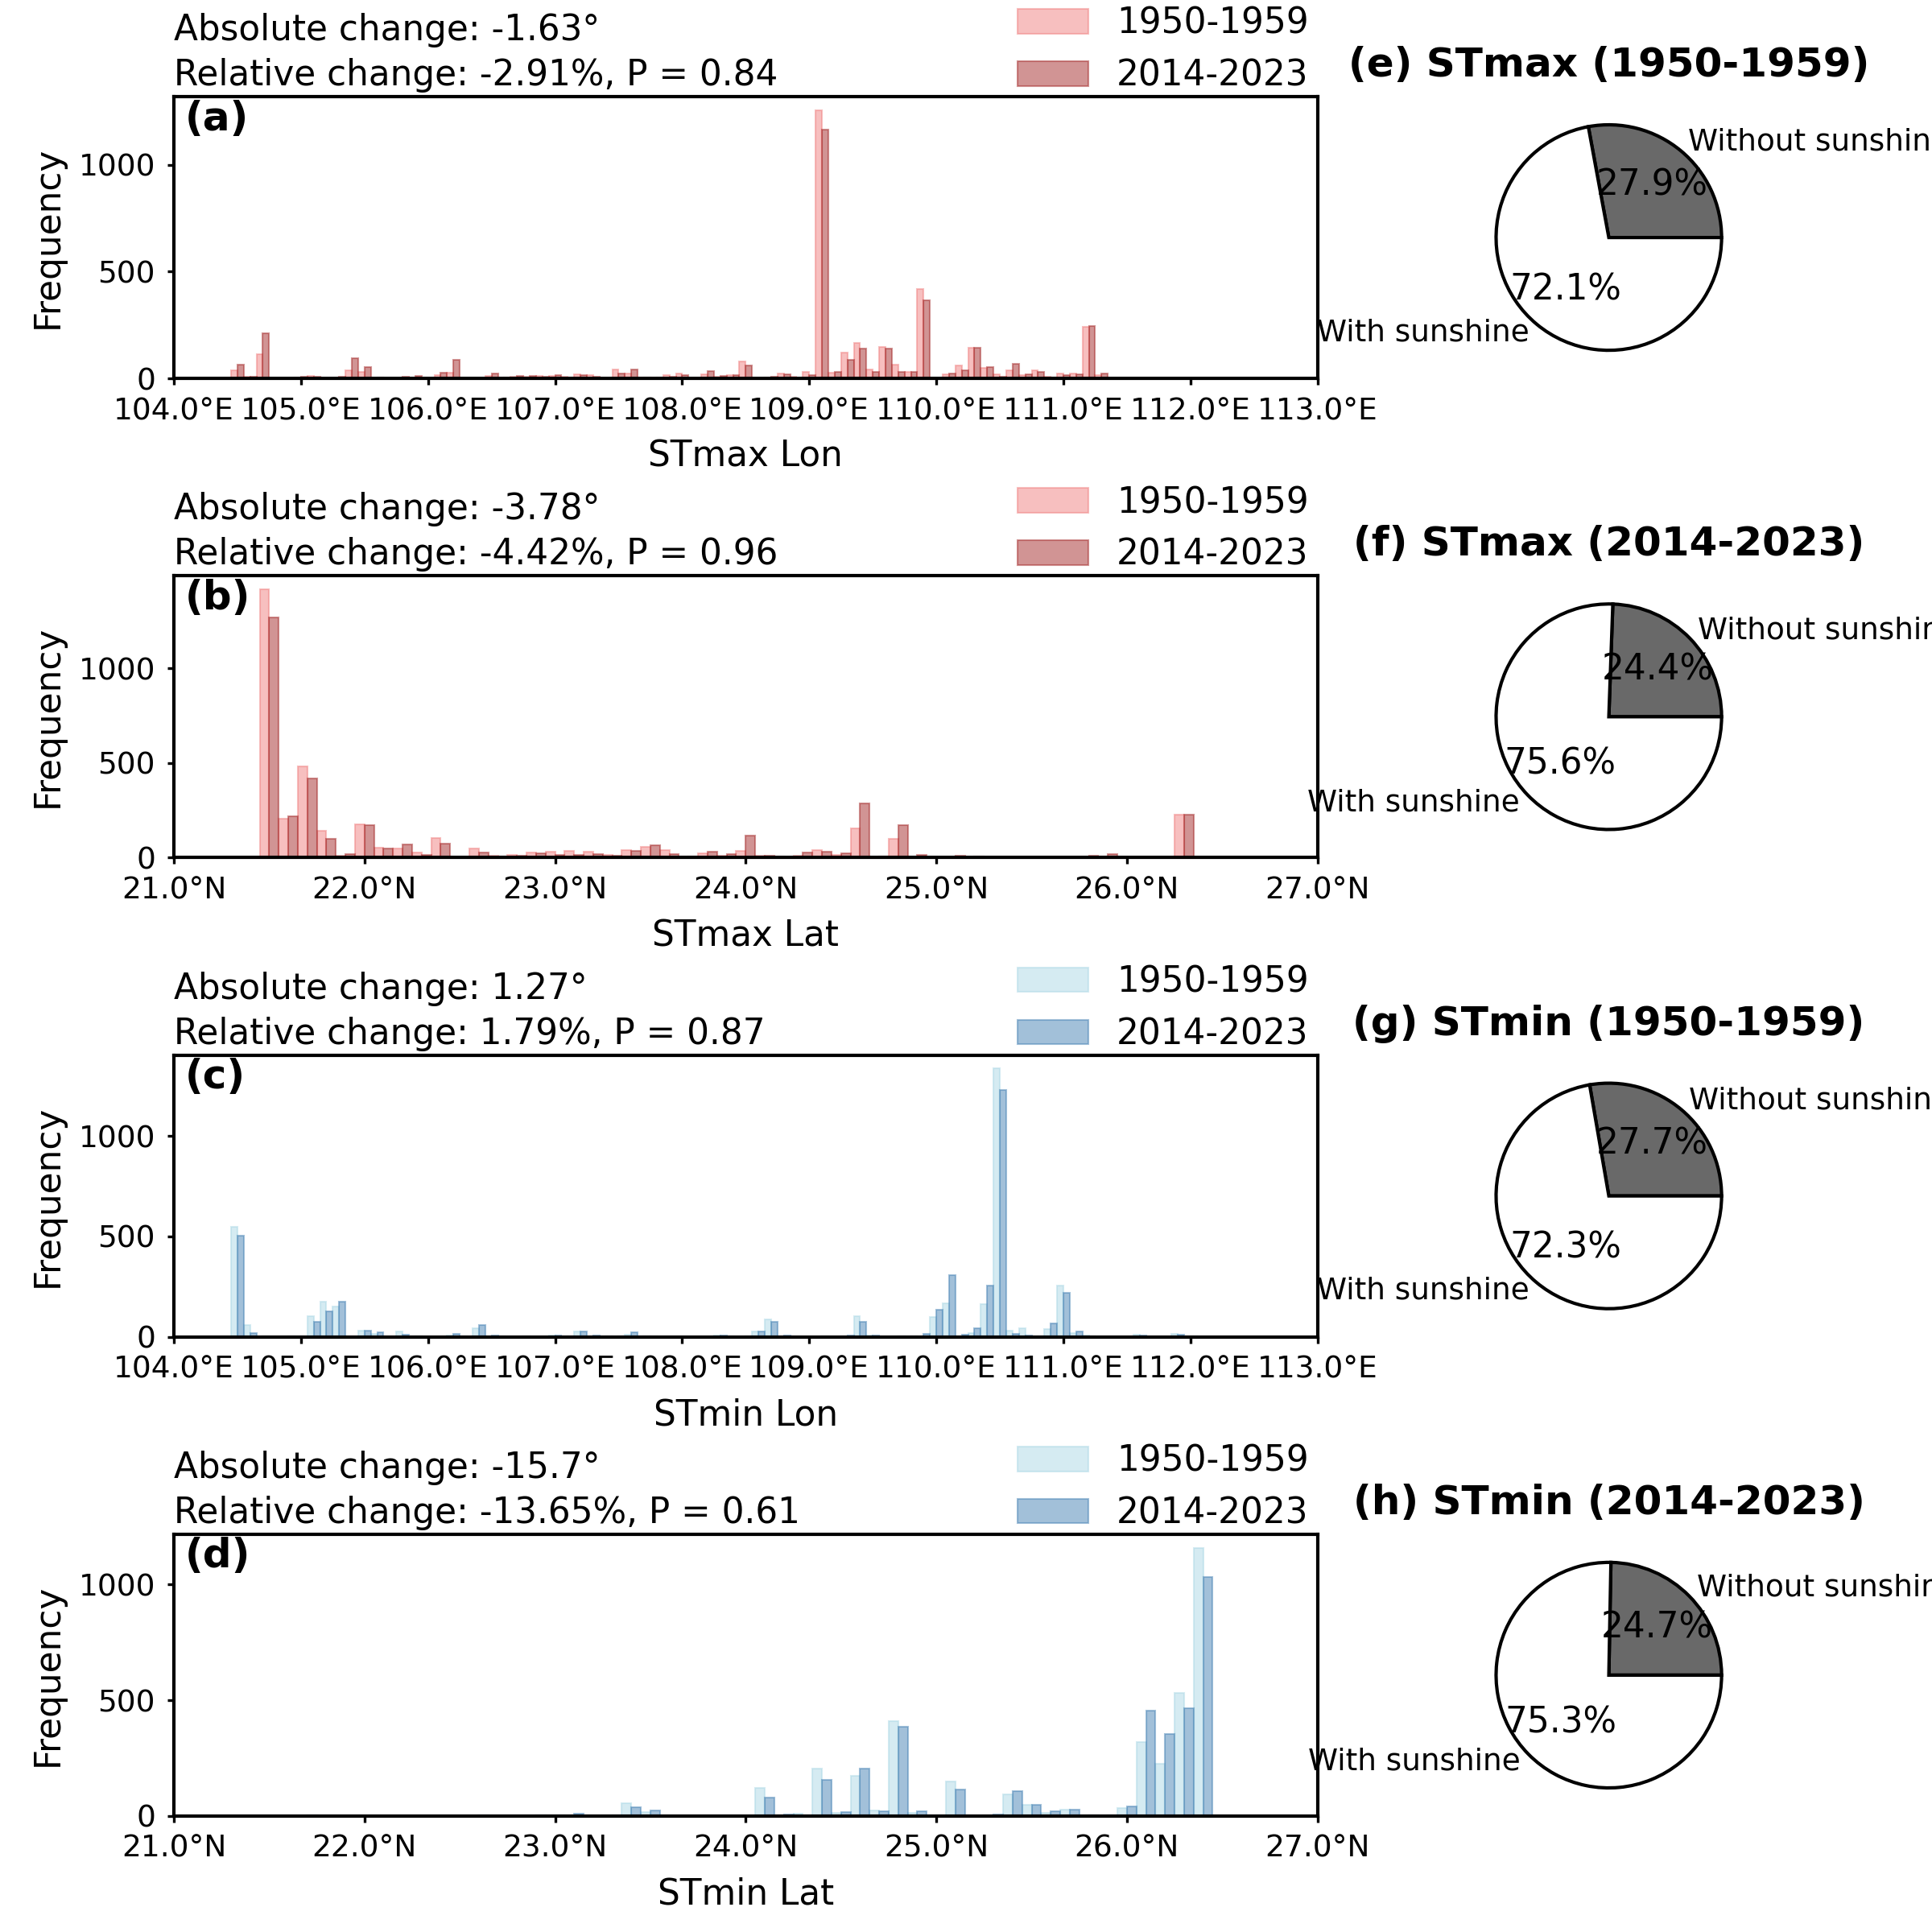 Absolute change: -1.63°
Relative change: -2.91%, P = 0.84
1950-1959
2014-2023
(a)
Frequency
1000
500
0
104.0°E 105.0°E 106.0°E 107.0°E 108.0°E 109.0°E 110.0°E 111.0°E 112.0°E 113.0°E
STmax Lon
(e) STmax (1950-1959)
Without sunshin
27.9%
72.1%
With sunshine
Absolute change: -3.78°
Relative change: -4.42%, P = 0.96
1950-1959
2014-2023
(b)
Frequency
1000
500
0
21.0°N 22.0°N 23.0°N 24.0°N 25.0°N 26.0°N 27.0°N
STmax Lat
(f) STmax (2014-2023)
Without sunshin
24.4%
75.6%
With sunshine
Absolute change: 1.27°
Relative change: 1.79%, P = 0.87
1950-1959
2014-2023
(c)
Frequency
1000
500
0
104.0°E 105.0°E 106.0°E 107.0°E 108.0°E 109.0°E 110.0°E 111.0°E 112.0°E 113.0°E
STmin Lon
(g) STmin (1950-1959)
Without sunshin
27.7%
72.3%
With sunshine
Absolute change: -15.7°
Relative change: -13.65%, P = 0.61
1950-1959
2014-2023
(d)
Frequency
1000
500
0
21.0°N 22.0°N 23.0°N 24.0°N 25.0°N 26.0°N 27.0°N
STmin Lat
(h) STmin (2014-2023)
Without sunshin
24.7%
75.3%
With sunshine